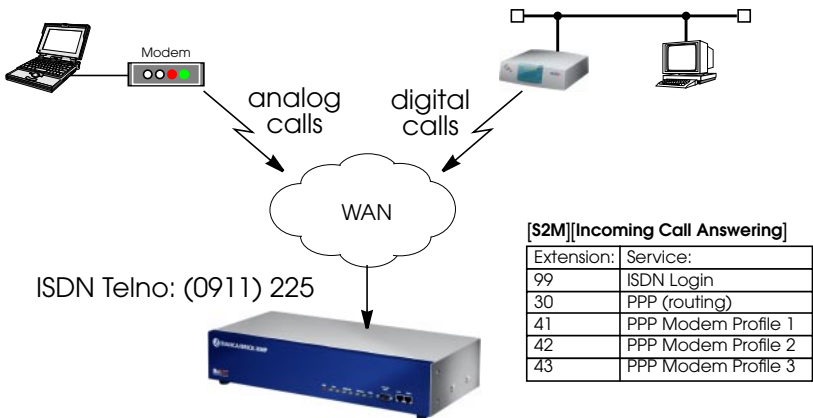 Modem
analog calls
digital calls
WAN
ISDN Telno: (0911) 225
[S2M][Incoming Call Answering]
Extension: Service:
99 ISDN Login
30 PPP (routing)
41 PPP Modem Profile 1
42 PPP Modem Profile 2
43 PPP Modem Profile 3